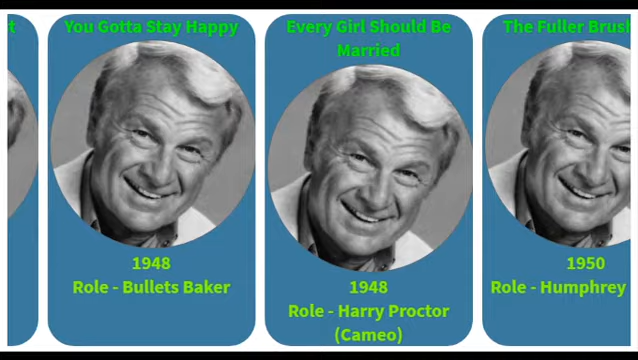 t
You Gotta Stay Happy
1948
Role - Bullets Baker
Every Girl Should Be
Married
1948
Role - Harry Proctor
(Cameo)
The Fuller Brush
1950
Role - Humphrey